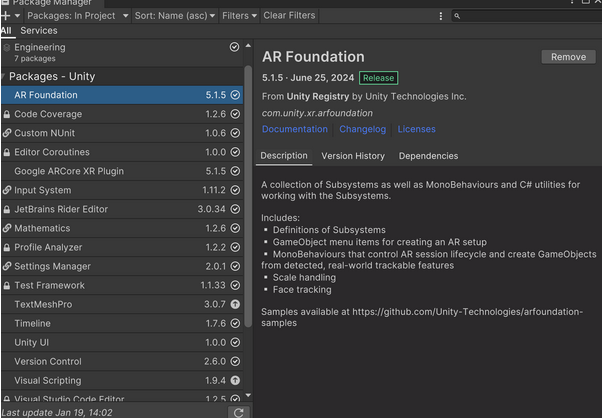 Package Manager
+ Packages: In Project Sort: Name (asc) Filters Clear Filters
All Services
Engineering
7 packages
Packages - Unity
AR Foundation 5.1.5
Code Coverage 1.2.6
Custom NUnit 1.0.6
Editor Coroutines 1.0.0
Google ARCore XR Plugin 5.1.5
Input System 1.11.2
JetBrains Rider Editor 3.0.34
Mathematics 1.2.6
Profile Analyzer 1.2.2
Settings Manager 2.0.1
Test Framework 1.1.33
TextMeshPro 3.0.7
Timeline 1.7.6
Unity UI 1.0.0
Version Control 2.6.0
Visual Scripting 1.9.4
Visual Studio Code Editor 1.2.5
Last update Jan 19, 14:02
AR Foundation
Remove
5.1.5 · June 25, 2024 Release
From Unity Registry by Unity Technologies Inc.
com.unity.xr.arfoundation
Documentation Changelog Licenses
Description Version History Dependencies
A collection of Subsystems as well as MonoBehaviours and C# utilities for
working with the Subsystems.
Includes:
• Definitions of Subsystems
• GameObject menu items for creating an AR setup
• MonoBehaviours that control AR session lifecycle and create GameObjects
from detected, real-world trackable features
• Scale handling
• Face tracking
Samples available at https://github.com/Unity-Technologies/arfoundation-
samples